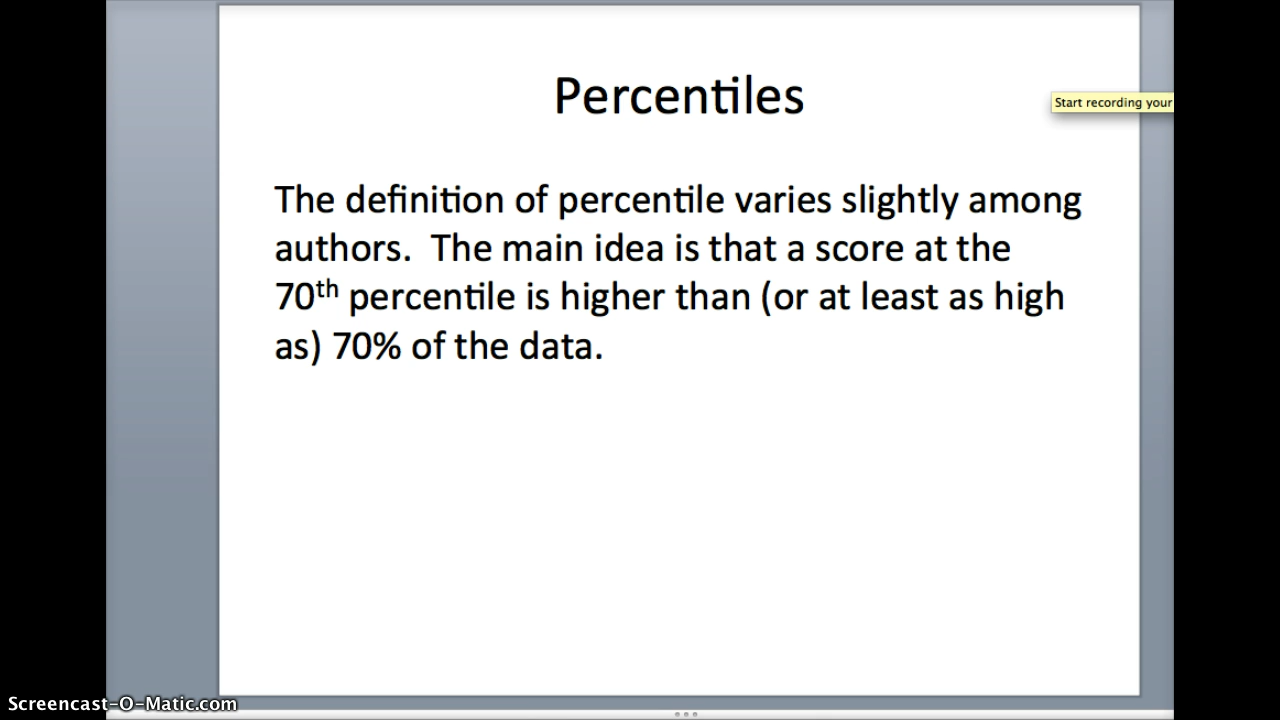 Percentiles
Start recording your
The definition of percentile varies slightly among
authors.  The main idea is that a score at the
70th percentile is higher than (or at least as high
as) 70% of the data.
Screencast-O-Matic.com